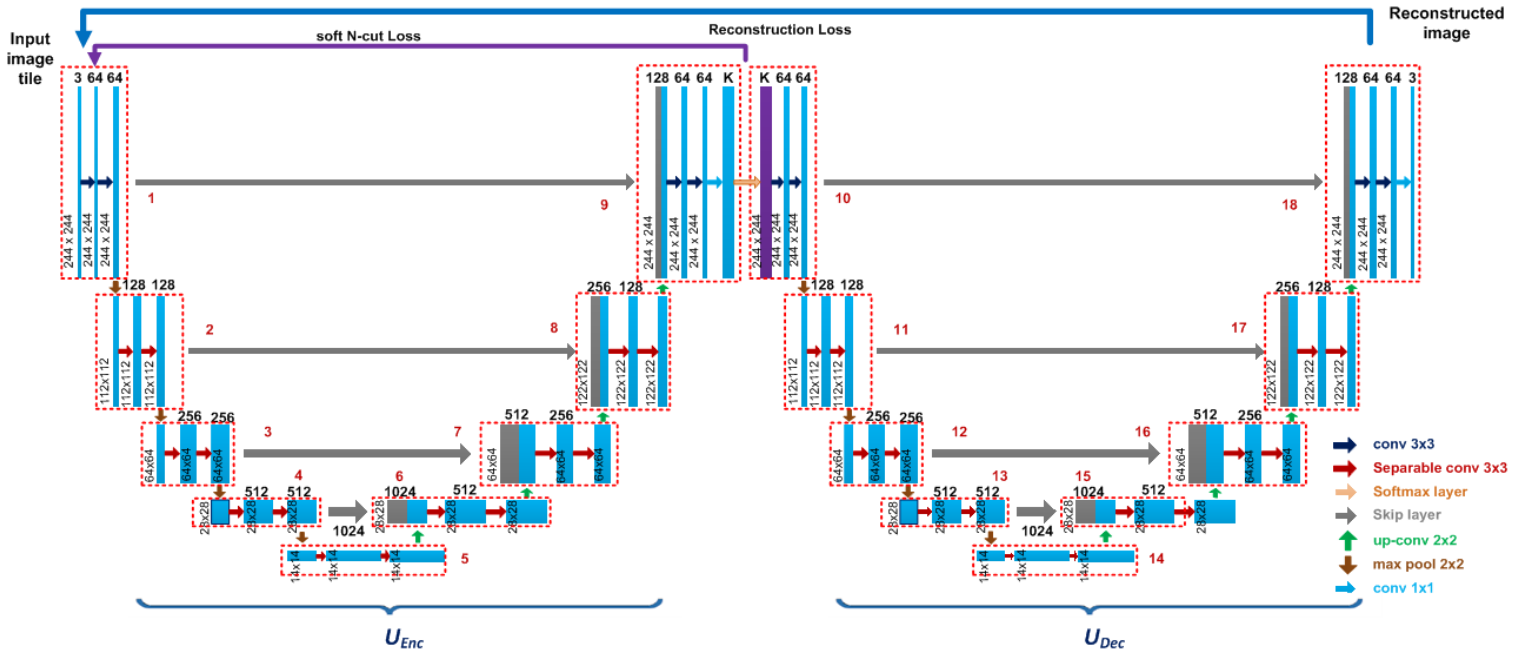 Reconstructed
image
Input
image
tile
soft N-cut Loss
Reconstruction Loss
3 64 64
128 64 64 K
K 64 64
128 64 64 3
244 x 244
244 x 244
244 x 244
244 x 244
244 x 244
244 x 244
244 x 244
244 x 244
244 x 244
244 x 244
244 x 244
244 x 244
1
9
10
18
128 128
256 128
128 128
256 128
112x112
112x112
112x112
122x122
122x122
122x122
112x112
112x112
112x112
122x122
122x122
122x122
2
8
11
17
256 256
512 256
256 256
512 256
64x64
64x64
64x64
64x64
64x64
64x64
64x64
64x64
64x64
64x64
64x64
64x64
3
7
12
16
4
6
13
15
512 512
1024 512
512 512
1024 512
28x28
28x28
28x28
28x28
28x28
28x28
28x28
28x28
28x28
28x28
28x28
28x28
1024
1024
14x14
14x14
14x14
5
14x14
14x14
14x14
14
conv 3x3
Separable conv 3x3
Softmax layer
Skip layer
up-conv 2x2
max pool 2x2
conv 1x1
UEnc
UDec